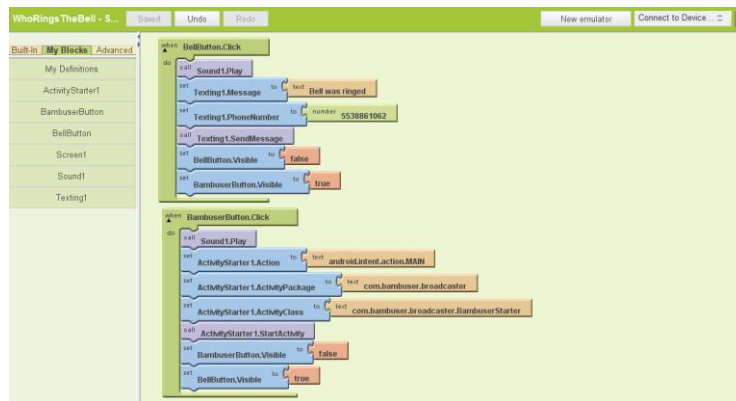 WhoRingsTheBell - S... Saved Undo Redo New emulator Connect to Device...
Built-In My Blocks Advanced
My Definitions
ActivityStarter1
BambuserButton
BellButton
Screen1
Sound1
Texting1
when BellButton.Click
do call Sound1.Play
set Texting1.Message to text Bell was ringed
set Texting1.PhoneNumber to number 5538861062
call Texting1.SendMessage
set BellButton.Visible to false
set BambuserButton.Visible to true
when BambuserButton.Click
do call Sound1.Play
set ActivityStarter1.Action to text android.intent.action.MAIN
set ActivityStarter1.ActivityPackage to text com.bambuser.broadcaster
set ActivityStarter1.ActivityClass to text com.bambuser.broadcaster.BambuserStarter
call ActivityStarter1.StartActivity
set BambuserButton.Visible to false
set BellButton.Visible to true